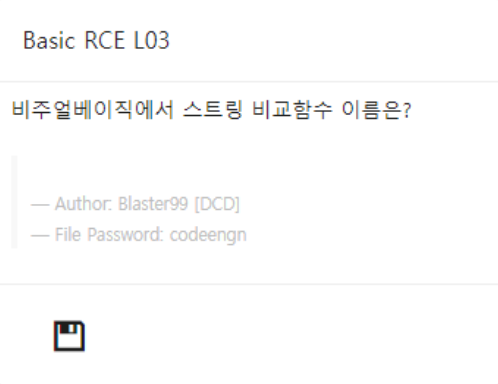 Basic RCE L03
비주얼베이직에서 스트링 비교함수 이름은?
— Author: Blaster99 [DCD]
— File Password: codeengn